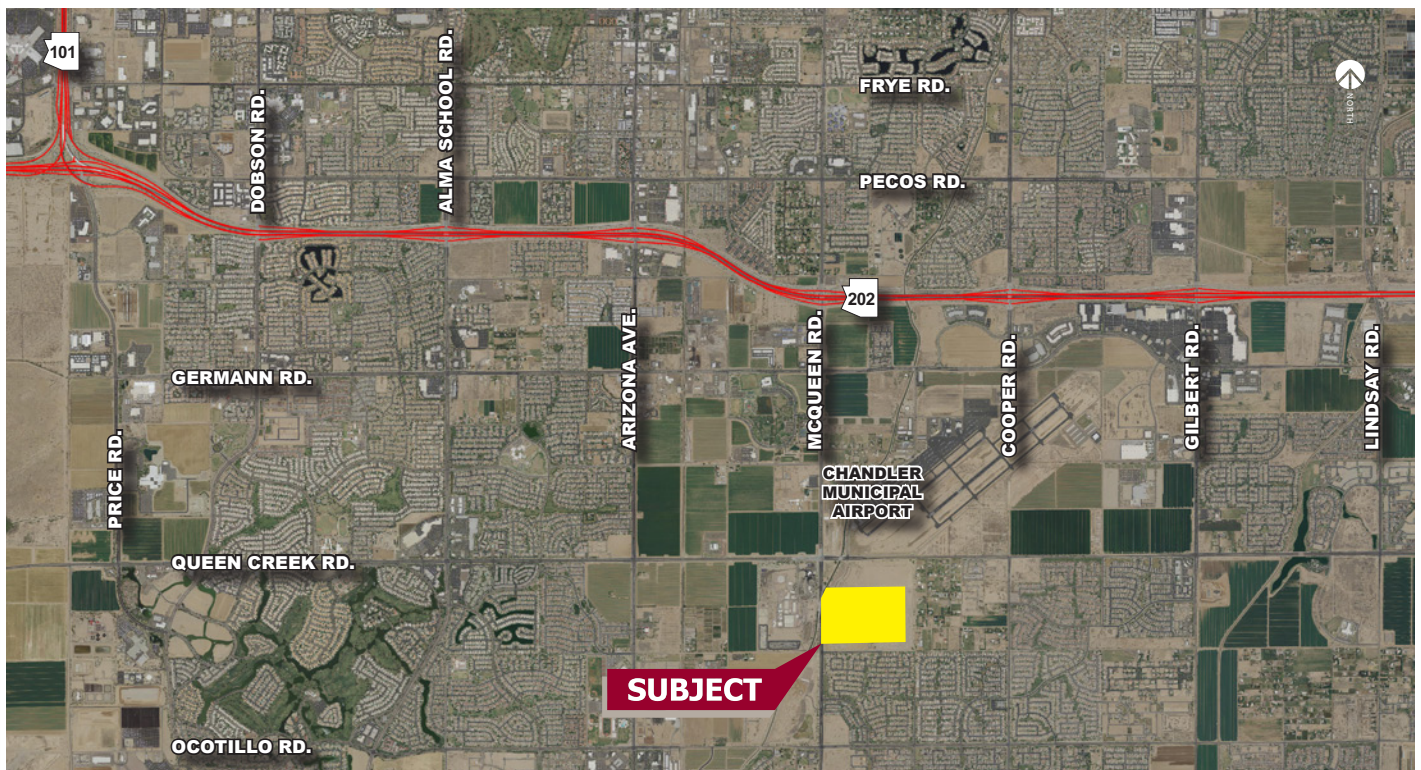 101
FRYE RD.
NORTH
DOBSON RD.
ALMA SCHOOL RD.
PECOS RD.
202
GERMANN RD.
PRICE RD.
ARIZONA AVE.
MCQUEEN RD.
COOPER RD.
GILBERT RD.
LINDSAY RD.
CHANDLER
MUNICIPAL
AIRPORT
QUEEN CREEK RD.
SUBJECT
OCOTILLO RD.